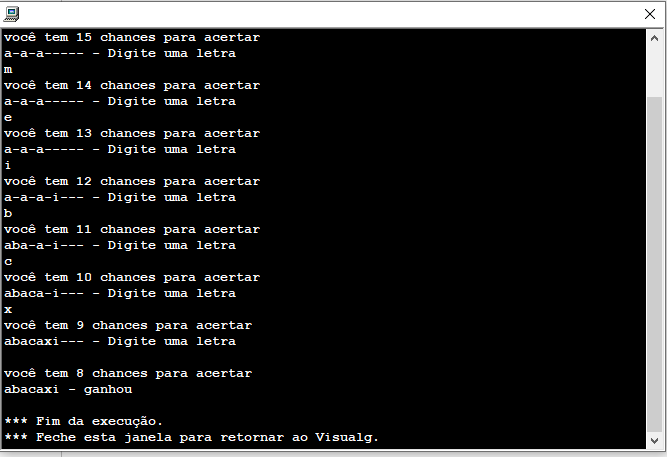 você tem 15 chances para acertar
a-a-a----- - Digite uma letra
m
você tem 14 chances para acertar
a-a-a----- - Digite uma letra
e
você tem 13 chances para acertar
a-a-a----- - Digite uma letra
i
você tem 12 chances para acertar
a-a-a-i--- - Digite uma letra
b
você tem 11 chances para acertar
aba-a-i--- - Digite uma letra
c
você tem 10 chances para acertar
abaca-i--- - Digite uma letra
x
você tem 9 chances para acertar
abacaxi--- - Digite uma letra
você tem 8 chances para acertar
abacaxi - ganhou
*** Fim da execução.
*** Feche esta janela para retornar ao Visualg.